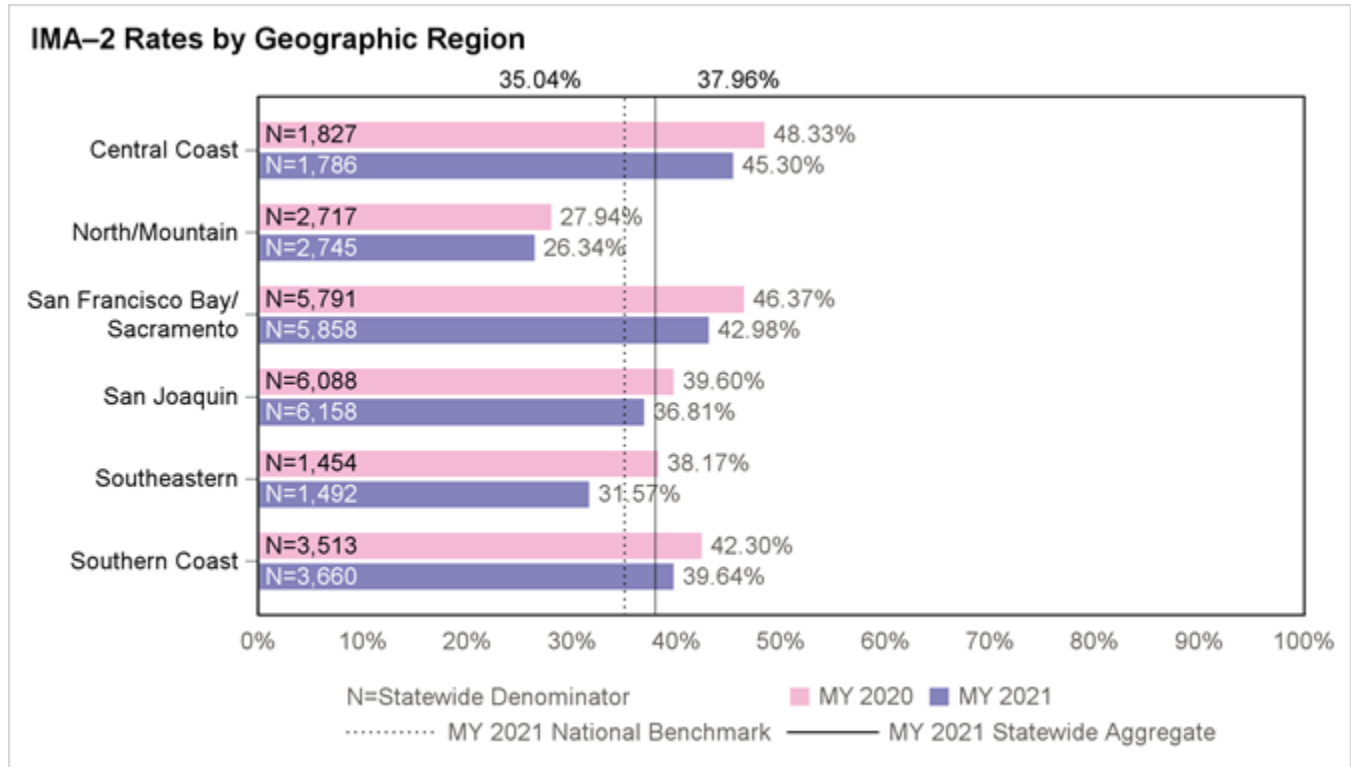 IMA–2 Rates by Geographic Region
35.04% 37.96%
Central Coast
N=1,827 48.33%
N=1,786 45.30%
North/Mountain
N=2,717 27.94%
N=2,745 26.34%
San Francisco Bay/
Sacramento
N=5,791 46.37%
N=5,858 42.98%
San Joaquin
N=6,088 39.60%
N=6,158 36.81%
Southeastern
N=1,454 38.17%
N=1,492 31.57%
Southern Coast
N=3,513 42.30%
N=3,660 39.64%
0% 10% 20% 30% 40% 50% 60% 70% 80% 90% 100%
N=Statewide Denominator MY 2020 MY 2021
MY 2021 National Benchmark MY 2021 Statewide Aggregate